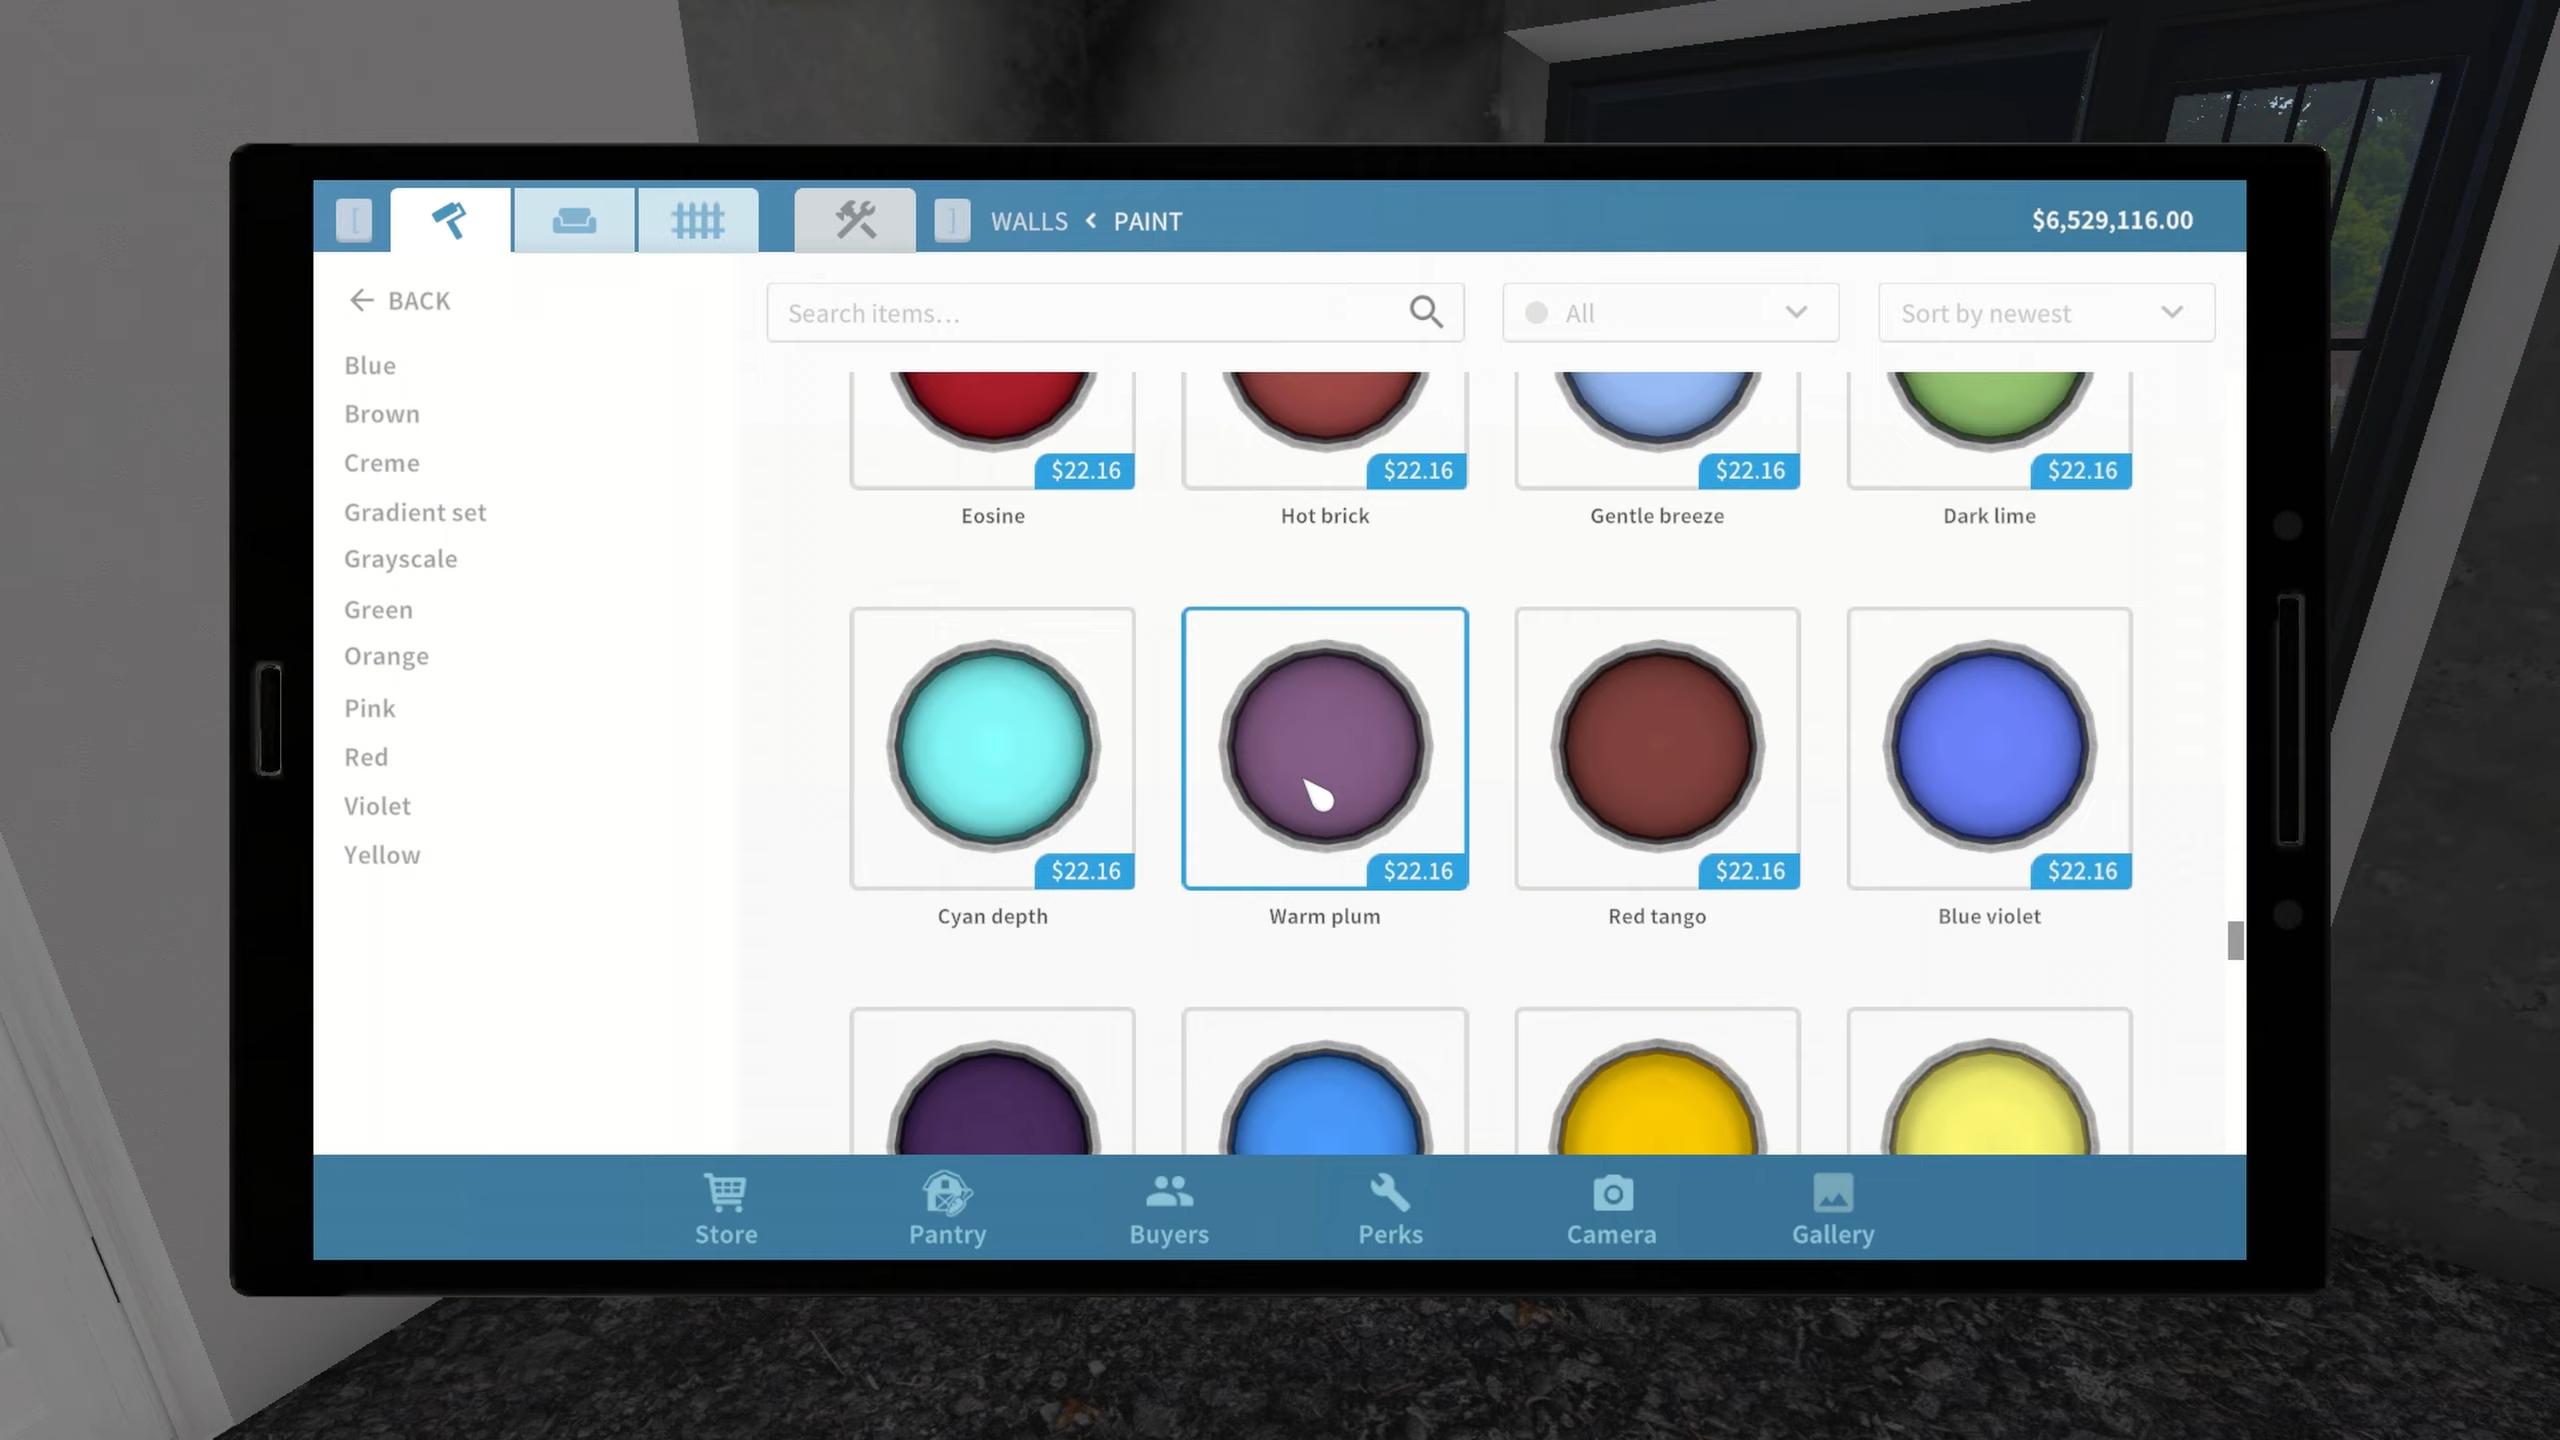 [
] WALLS < PAINT
$6,529,116.00
BACK
Search items...
All
Sort by newest
Blue
Brown
Creme
Gradient set
Grayscale
Green
Orange
Pink
Red
Violet
Yellow
$22.16
$22.16
$22.16
$22.16
Eosine
Hot brick
Gentle breeze
Dark lime
$22.16
$22.16
$22.16
$22.16
Cyan depth
Warm plum
Red tango
Blue violet
Store
Pantry
Buyers
Perks
Camera
Gallery